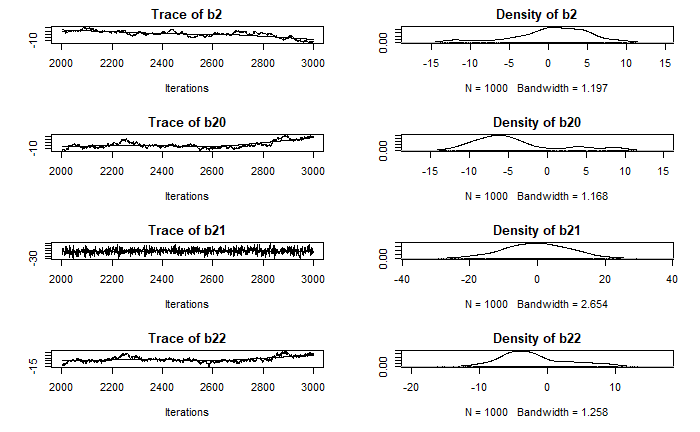 Trace of b2
-10
2000 2200 2400 2600 2800 3000
Iterations
Density of b2
0.00
-15 -10 -5 0 5 10 15
N = 1000 Bandwidth = 1.197
Trace of b20
-10
2000 2200 2400 2600 2800 3000
Iterations
Density of b20
0.00
-15 -10 -5 0 5 10 15
N = 1000 Bandwidth = 1.168
Trace of b21
-30
2000 2200 2400 2600 2800 3000
Iterations
Density of b21
0.00
-40 -20 0 20 40
N = 1000 Bandwidth = 2.654
Trace of b22
-15
2000 2200 2400 2600 2800 3000
Iterations
Density of b22
0.00
-20 -10 0 10
N = 1000 Bandwidth = 1.258